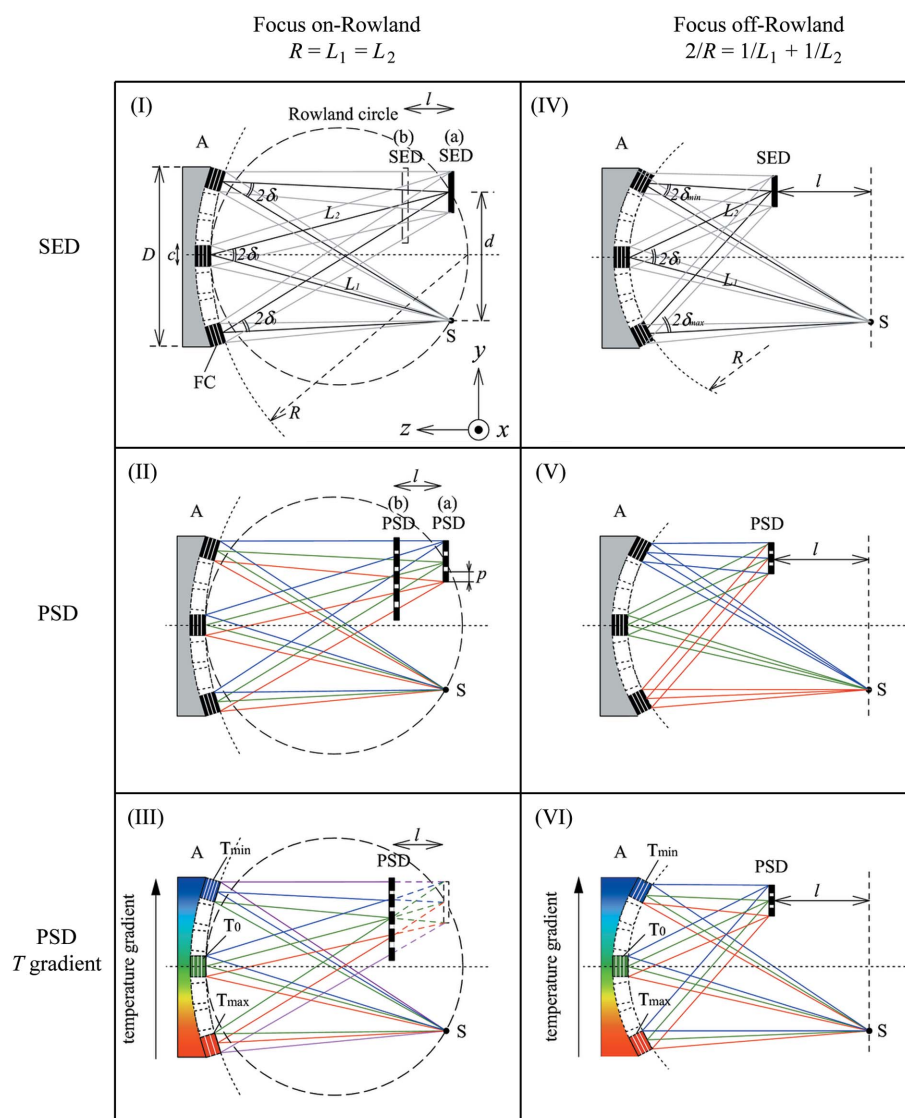 Focus on-Rowland
R = L1 = L2
Focus off-Rowland
2/R = 1/L1 + 1/L2
SED
(I)
l
Rowland circle
(b)
SED
(a)
SED
A
2δ0
L2
D
c
2δ0
d
L1
2δ0
S
FC
R
y
z
x
(IV)
A
SED
l
2δmin
L2
2δ0
L1
2δmax
S
R
PSD
(II)
l
A
(b)
PSD
(a)
PSD
p
S
(V)
A
PSD
l
S
PSD
T gradient
(III)
l
A
Tmin
PSD
T0
temperature gradient
Tmax
S
(VI)
A
Tmin
PSD
l
T0
temperature gradient
Tmax
S